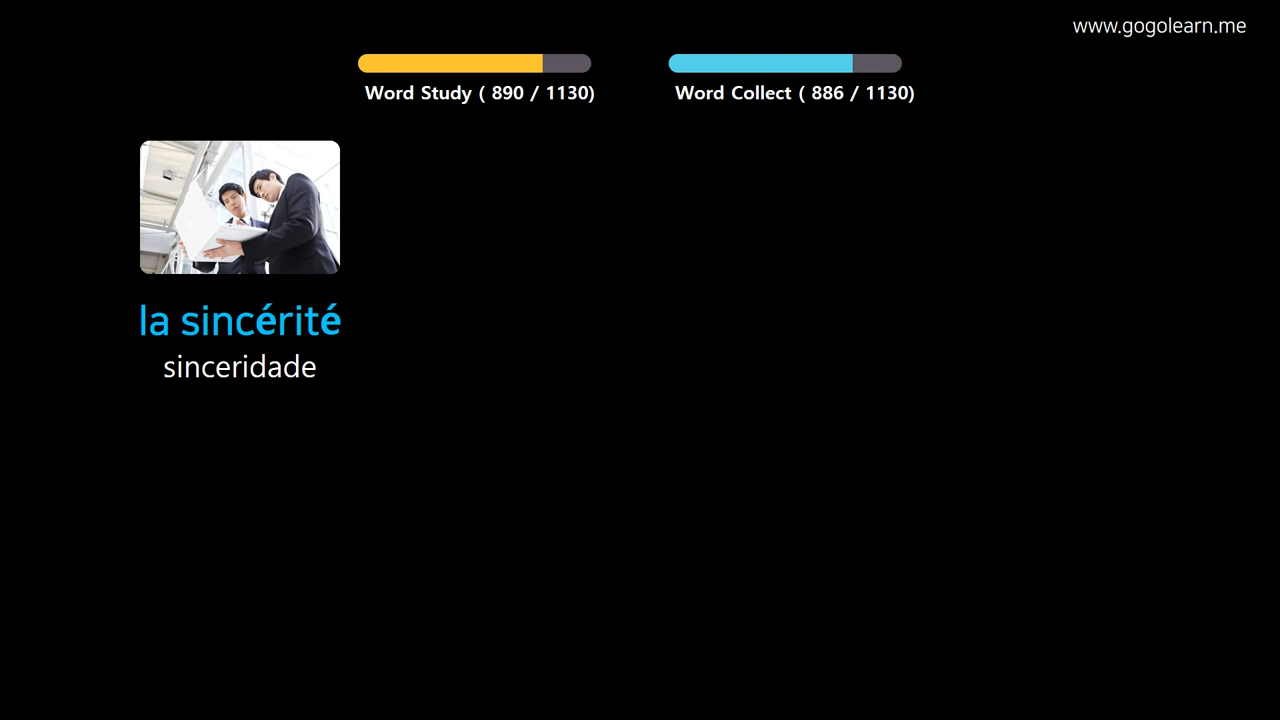 www.gogolearn.me
Word Study ( 890 / 1130)
Word Collect ( 886 / 1130)
la sincérité
sinceridade